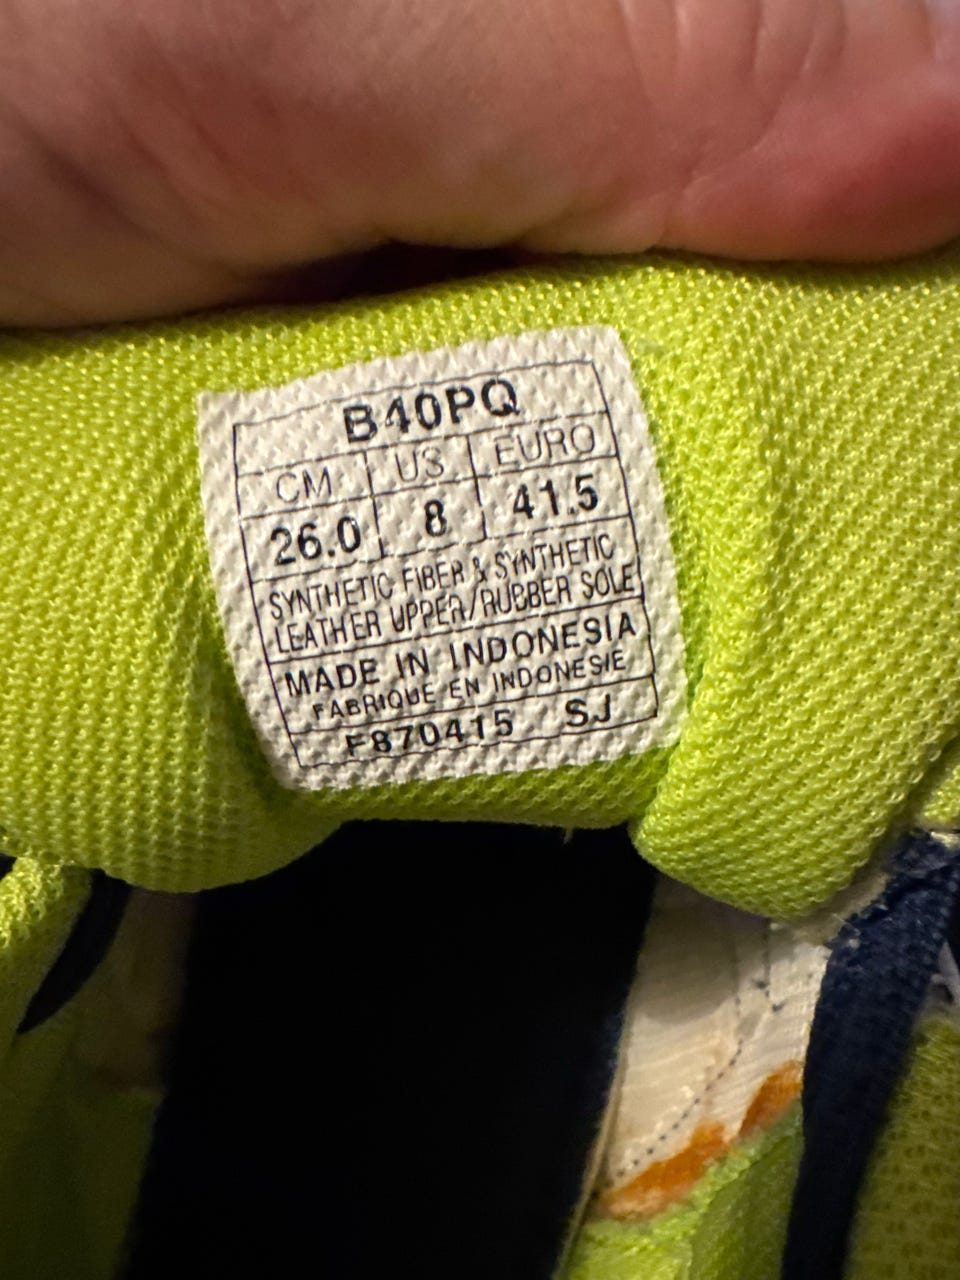 B40PQ
CM US EURO
26.0 8 41.5
SYNTHETIC FIBER & SYNTHETIC
LEATHER UPPER/RUBBER SOLE
MADE IN INDONESIA
FABRIQUE EN INDONESIE
F870415 SJ